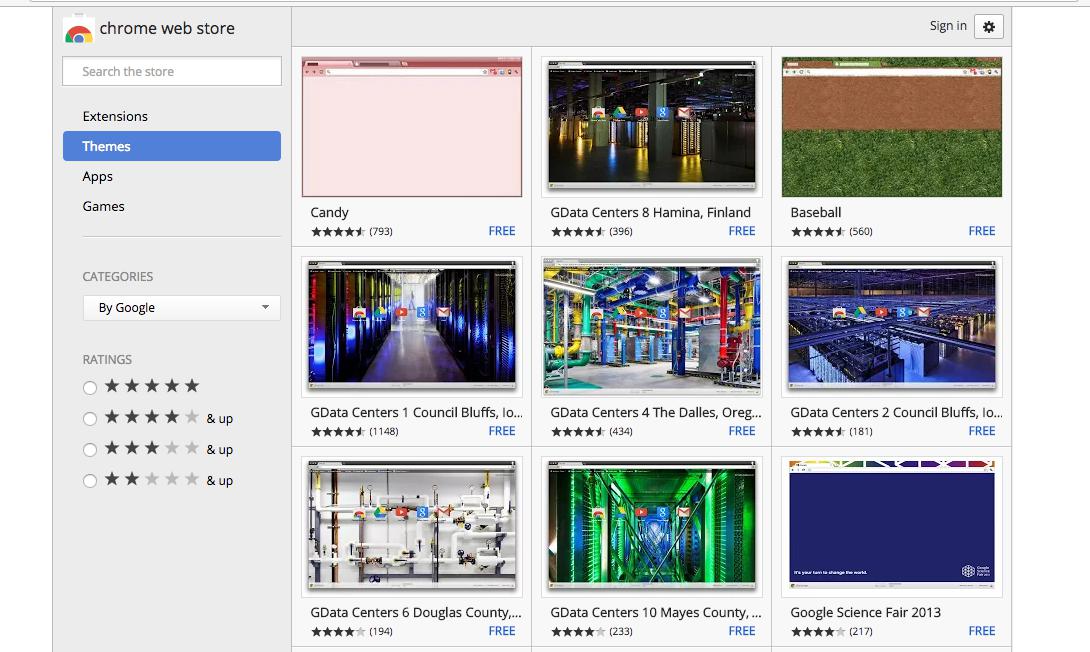 chrome web store
Sign in
Search the store
Extensions
Themes
Apps
Games
CATEGORIES
By Google
RATINGS
& up
& up
& up
Candy
(793) FREE
GData Centers 8 Hamina, Finland
(396) FREE
Baseball
(560) FREE
GData Centers 1 Council Bluffs, Io...
(1148) FREE
GData Centers 4 The Dalles, Oreg...
(434) FREE
GData Centers 2 Council Bluffs, Io...
(181) FREE
GData Centers 6 Douglas County,...
(194) FREE
GData Centers 10 Mayes County, ...
(233) FREE
It's your turn to change the world.
Google
Science
Fair 2013
Google Science Fair 2013
(217) FREE